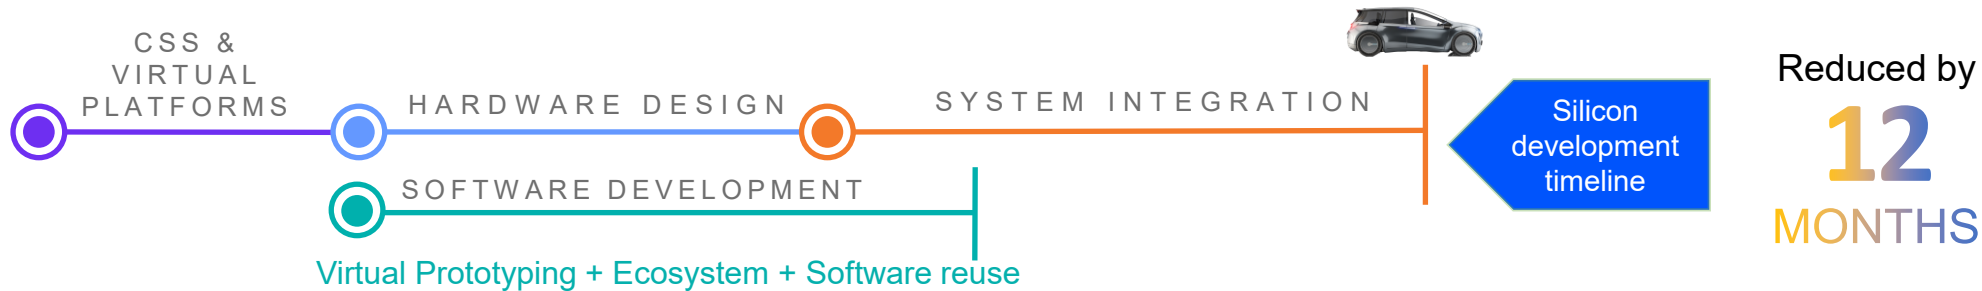 CSS &
VIRTUAL
PLATFORMS
HARDWARE DESIGN
SYSTEM INTEGRATION
SOFTWARE DEVELOPMENT
Virtual Prototyping + Ecosystem + Software reuse
Silicon
development
timeline
Reduced by
12
MONTHS